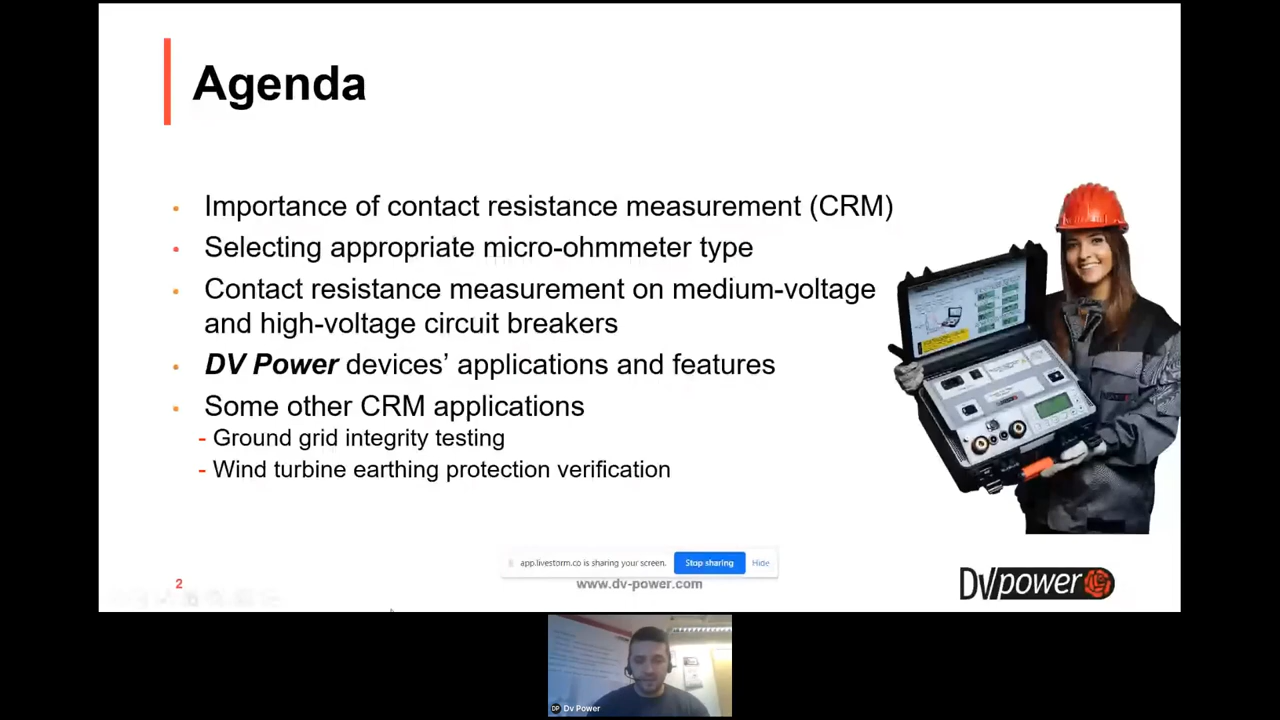 Agenda
• Importance of contact resistance measurement (CRM)
• Selecting appropriate micro-ohmmeter type
• Contact resistance measurement on medium-voltage
and high-voltage circuit breakers
• DV Power devices’ applications and features
• Some other CRM applications
- Ground grid integrity testing
- Wind turbine earthing protection verification
app.livestorm.co is sharing your screen. Stop sharing Hide
2
www.dv-power.com
DV power
DP Dv Power